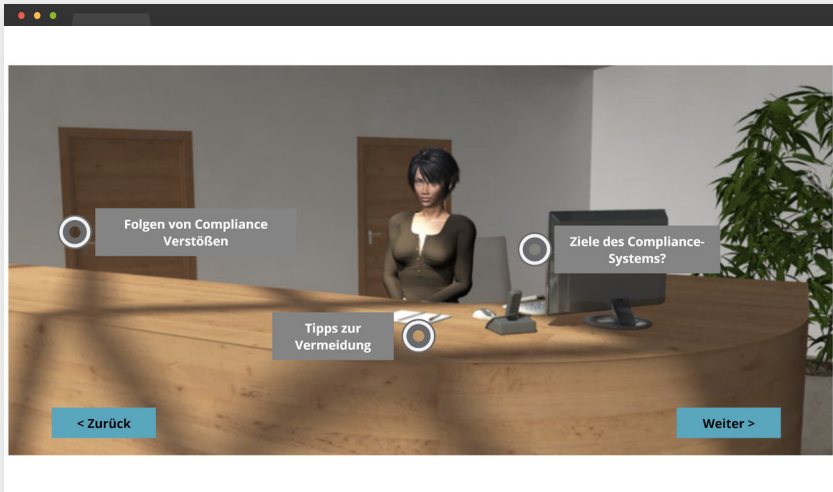 Folgen von Compliance
Verstößen
Ziele des Compliance-
Systems?
Tipps zur
Vermeidung
< Zurück
Weiter >